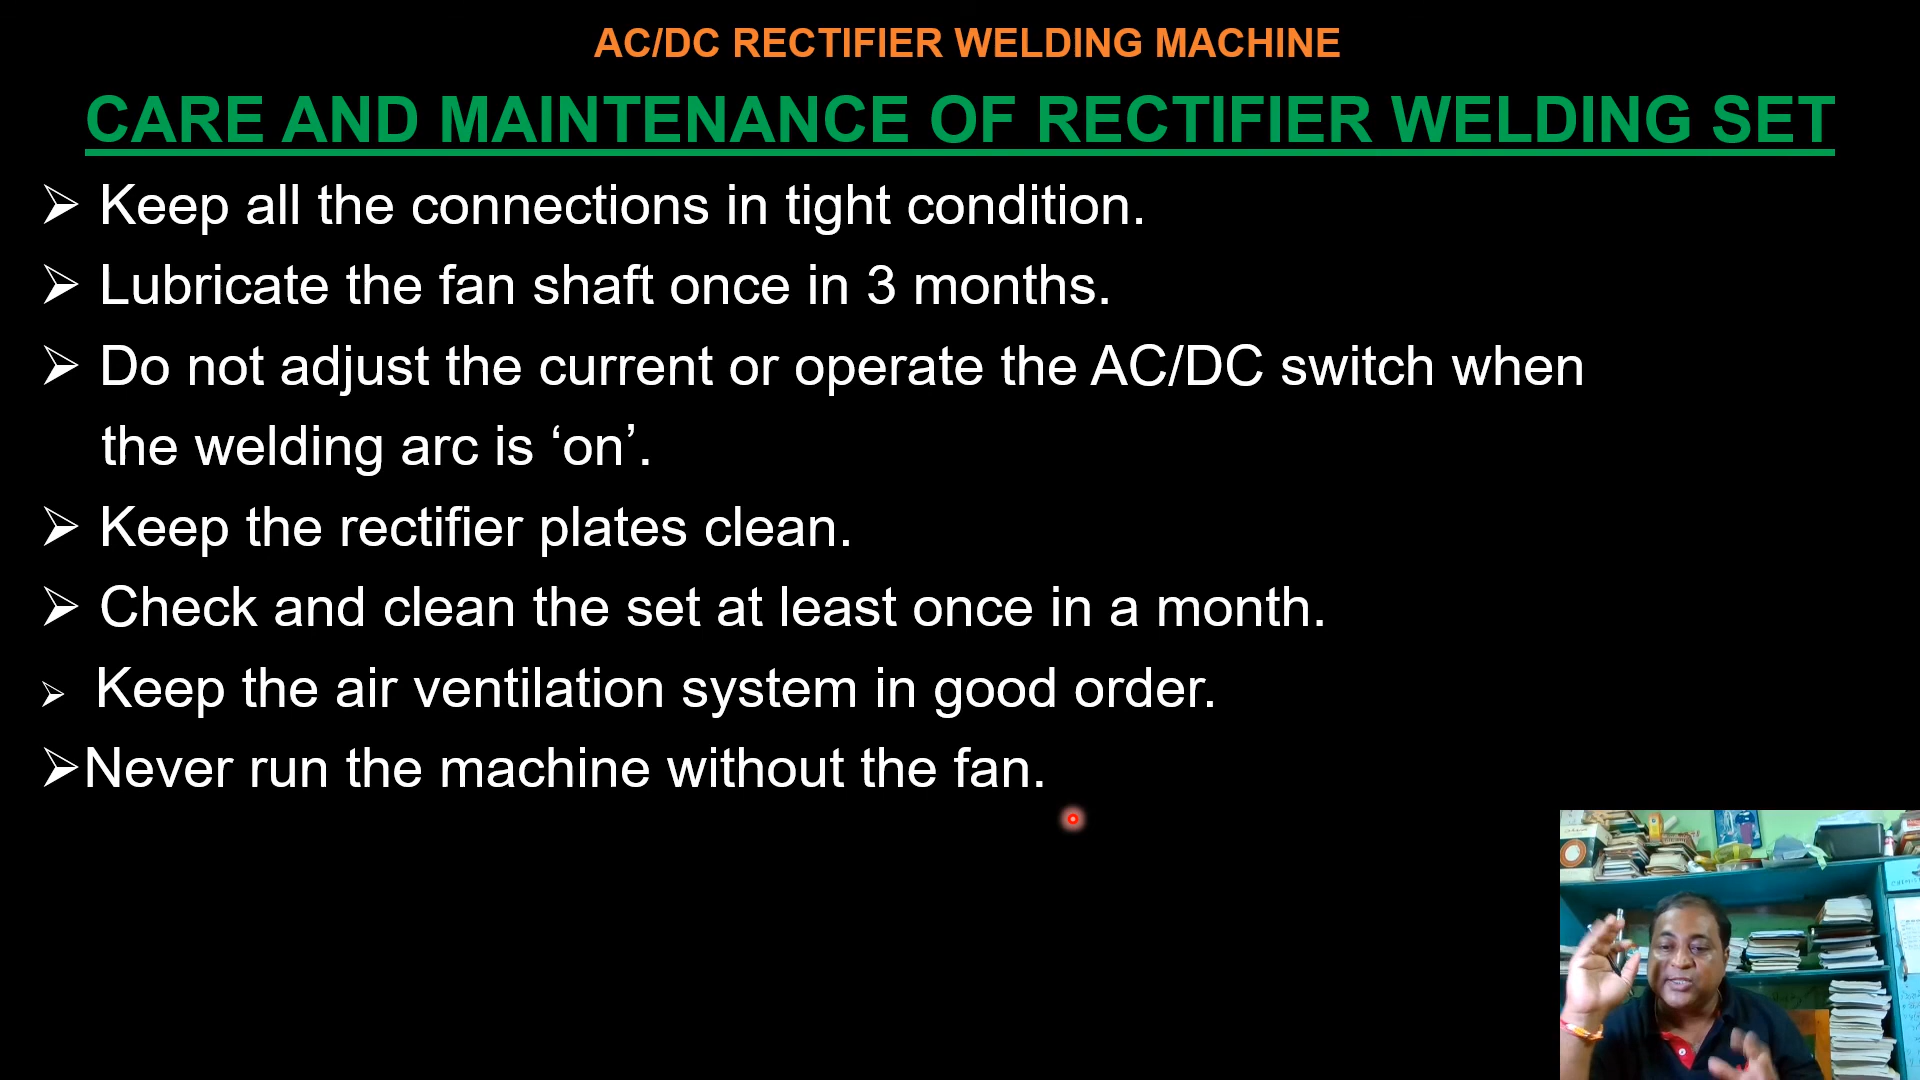 AC/DC RECTIFIER WELDING MACHINE
CARE AND MAINTENANCE OF RECTIFIER WELDING SET
➢ Keep all the connections in tight condition.
➢ Lubricate the fan shaft once in 3 months.
➢ Do not adjust the current or operate the AC/DC switch when
the welding arc is ‘on’.
➢ Keep the rectifier plates clean.
➢ Check and clean the set at least once in a month.
➢ Keep the air ventilation system in good order.
➢Never run the machine without the fan.